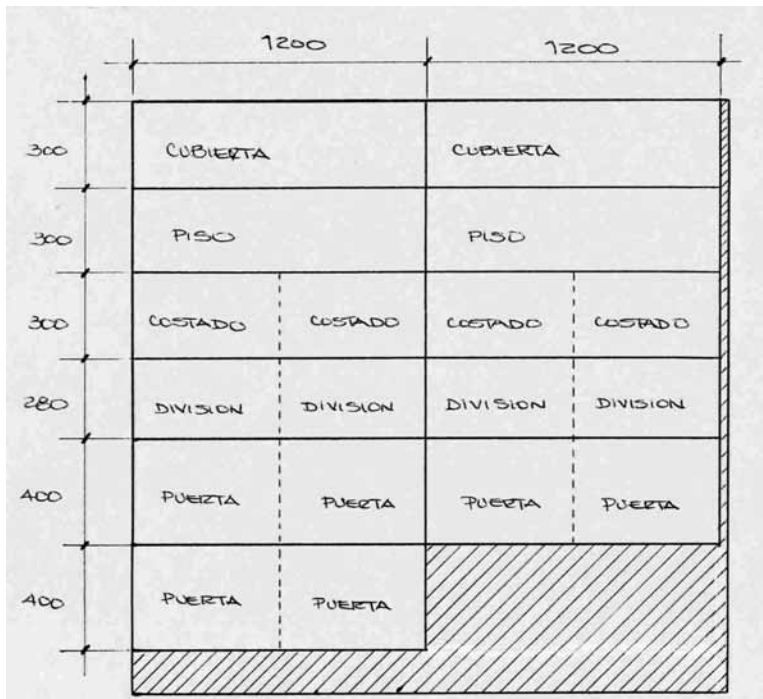 1200 1200
300 CUBIERTA CUBIERTA
300 PISO PISO
300 COSTADO COSTADO COSTADO COSTADO
280 DIVISION DIVISION DIVISION DIVISION
400 PUERTA PUERTA PUERTA PUERTA
400 PUERTA PUERTA